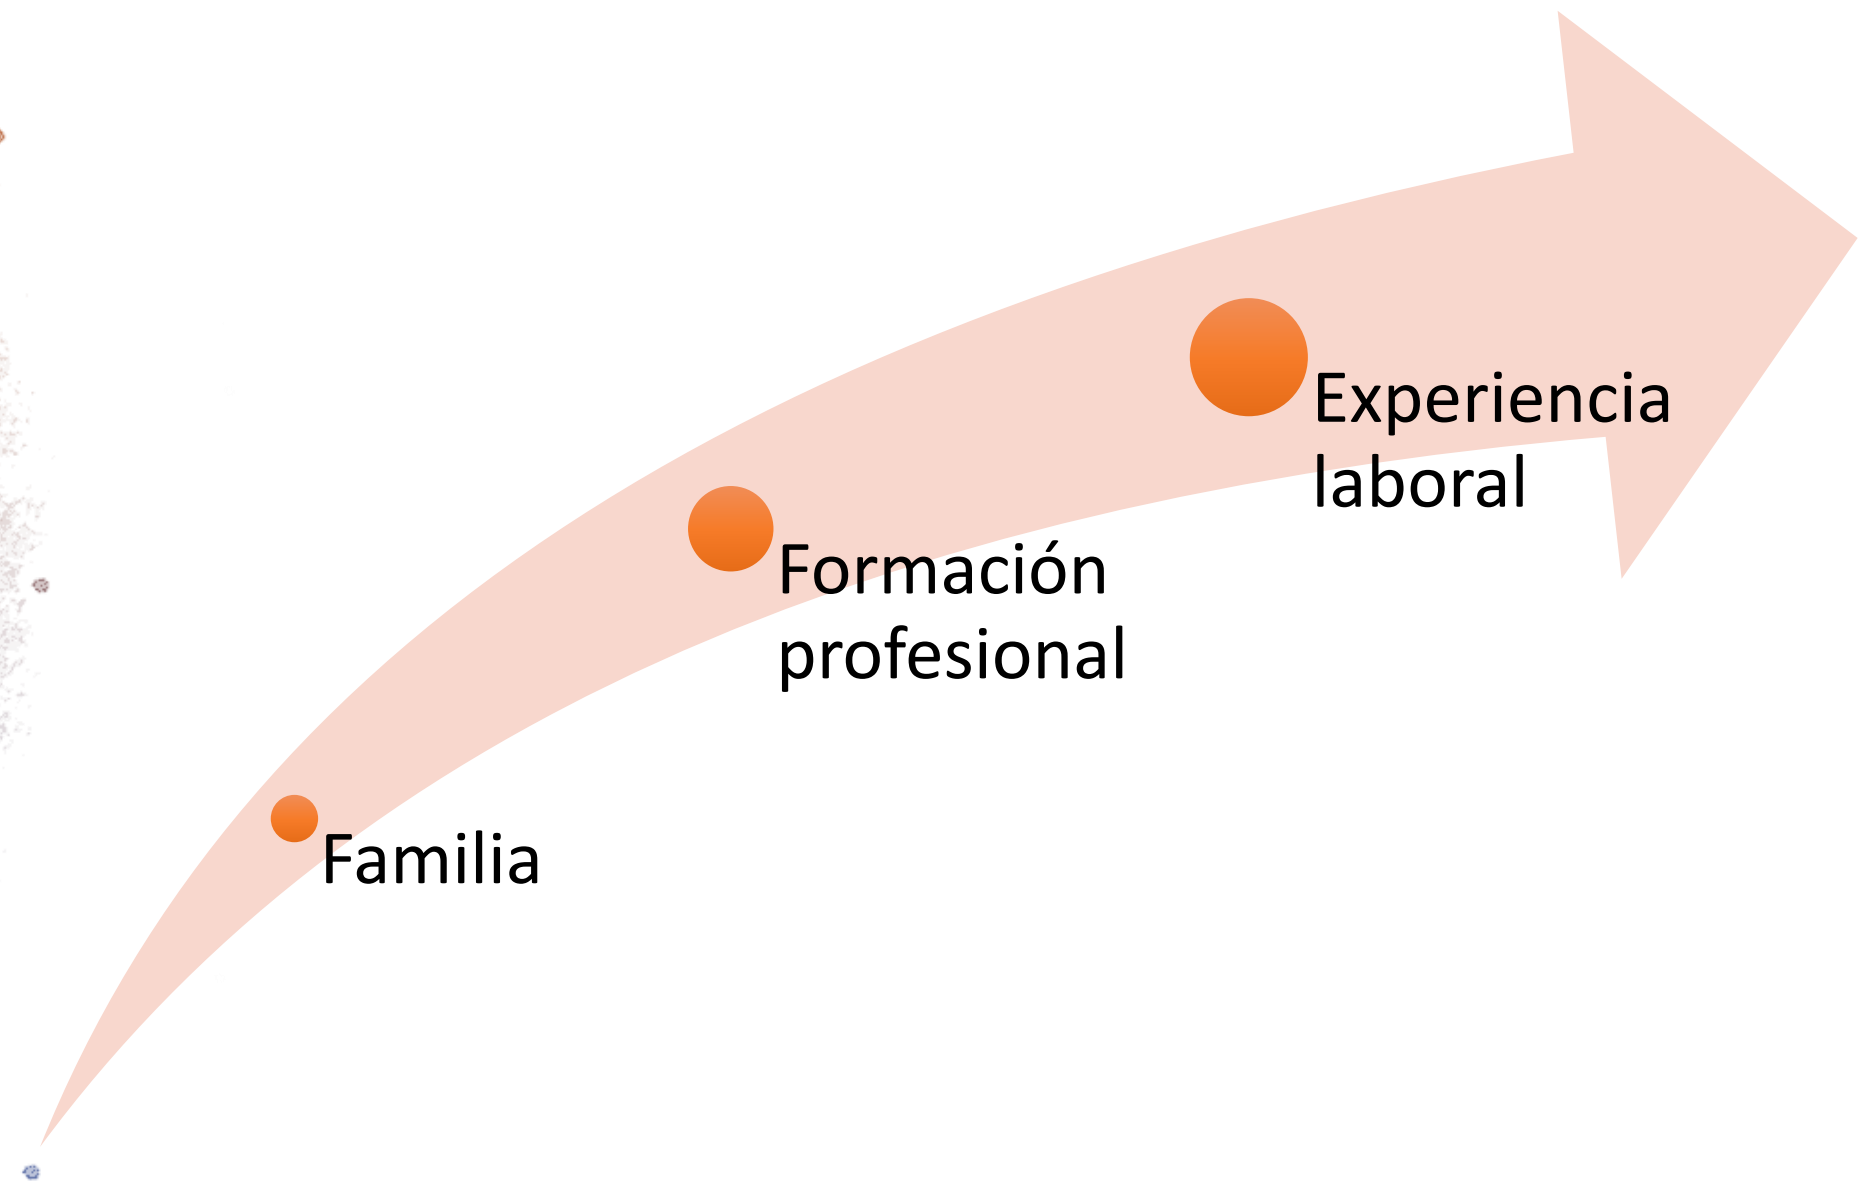 Experiencia
laboral
Formación
profesional
Familia